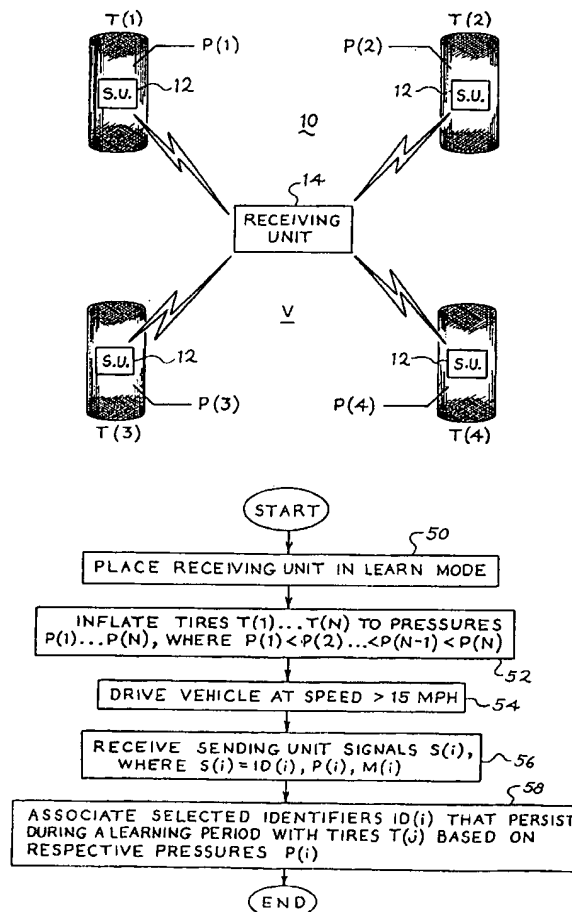 T(1)
T(2)
P(1)
P(2)
S.U.
12
12
S.U.
10
14
RECEIVING
UNIT
V
S.U.
12
12
S.U.
P(3)
P(4)
T(3)
T(4)
START
50
PLACE RECEIVING UNIT IN LEARN MODE
INFLATE TIRES T(1)...T(N) TO PRESSURES
P(1)...P(N), WHERE P(1)<P(2)...<P(N-1)<P(N)
52
DRIVE VEHICLE AT SPEED > 15 MPH
54
RECEIVE SENDING UNIT SIGNALS S(i),
WHERE S(i)=ID(i), P(i), M(i)
56
58
ASSOCIATE SELECTED IDENTIFIERS ID(i) THAT PERSIST
DURING A LEARNING PERIOD WITH TIRES T(j) BASED ON
RESPECTIVE PRESSURES P(i)
END